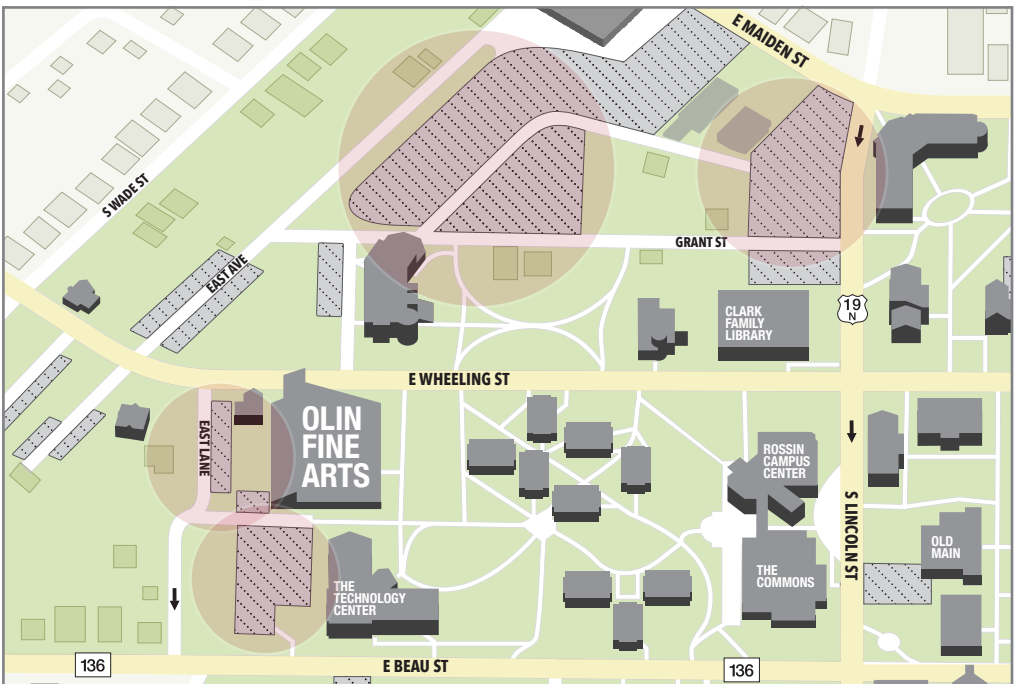 E MAIDEN ST
S WADE ST
EAST AVE
GRANT ST
19
N
CLARK
FAMILY
LIBRARY
E WHEELING ST
OLIN
FINE
ARTS
EAST LANE
ROSSIN
CAMPUS
CENTER
S LINCOLN ST
OLD
MAIN
THE
COMMONS
THE
TECHNOLOGY
CENTER
136
E BEAU ST
136